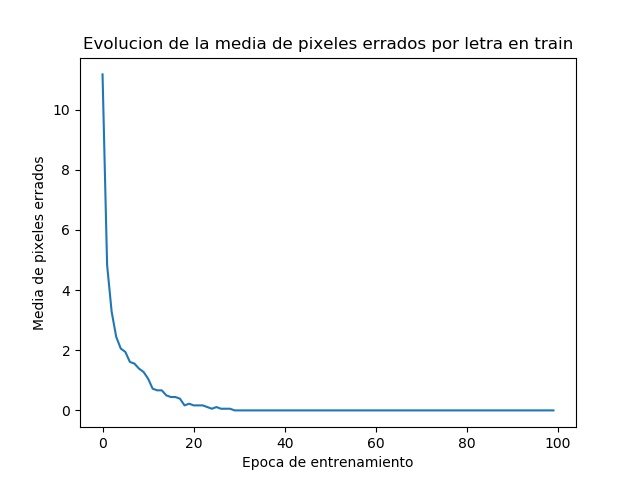 Evolucion de la media de pixeles errados por letra en train
Media de pixeles errados
10
8
6
4
2
0
0 20 40 60 80 100
Epoca de entrenamiento